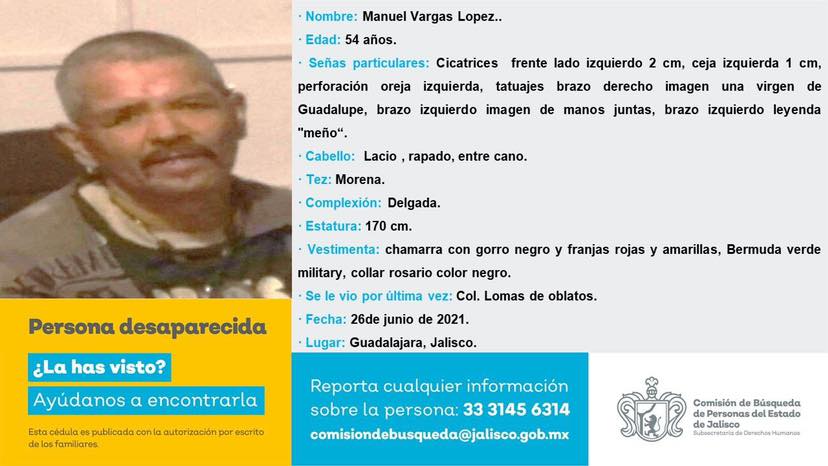 · Nombre: Manuel Vargas Lopez..
· Edad: 54 años.
· Señas particulares: Cicatrices frente lado izquierdo 2 cm, ceja izquierda 1 cm,
perforación oreja izquierda, tatuajes brazo derecho imagen una virgen de
Guadalupe, brazo izquierdo imagen de manos juntas, brazo izquierdo leyenda
"meño“.
· Cabello: Lacio , rapado, entre cano.
· Tez: Morena.
· Complexión: Delgada.
· Estatura: 170 cm.
· Vestimenta: chamarra con gorro negro y franjas rojas y amarillas, Bermuda verde
military, collar rosario color negro.
· Se le vio por última vez: Col. Lomas de oblatos.
· Fecha: 26de junio de 2021.
· Lugar: Guadalajara, Jalisco.
Persona desaparecida
¿La has visto?
Ayúdanos a encontrarla
Esta cédula es publicada con la autorización por escrito
de los familiares.
Reporta cualquier información
sobre la persona: 33 3145 6314
comisiondebusqueda@jalisco.gob.mx
Comisión de Búsqueda
de Personas del Estado
de Jalisco
Subsecretaría de Derechos Humanos